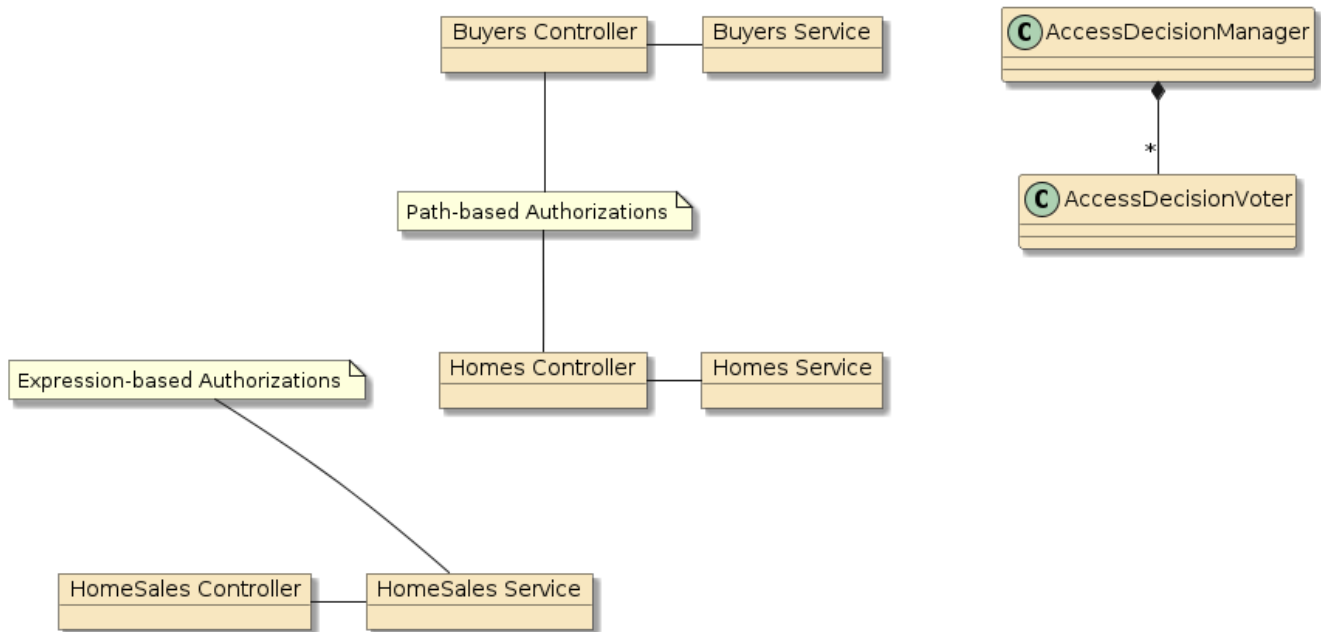 Buyers Controller
Buyers Service
C AccessDecisionManager
*
C AccessDecisionVoter
Path-based Authorizations
Homes Controller
Homes Service
Expression-based Authorizations
HomeSales Controller
HomeSales Service